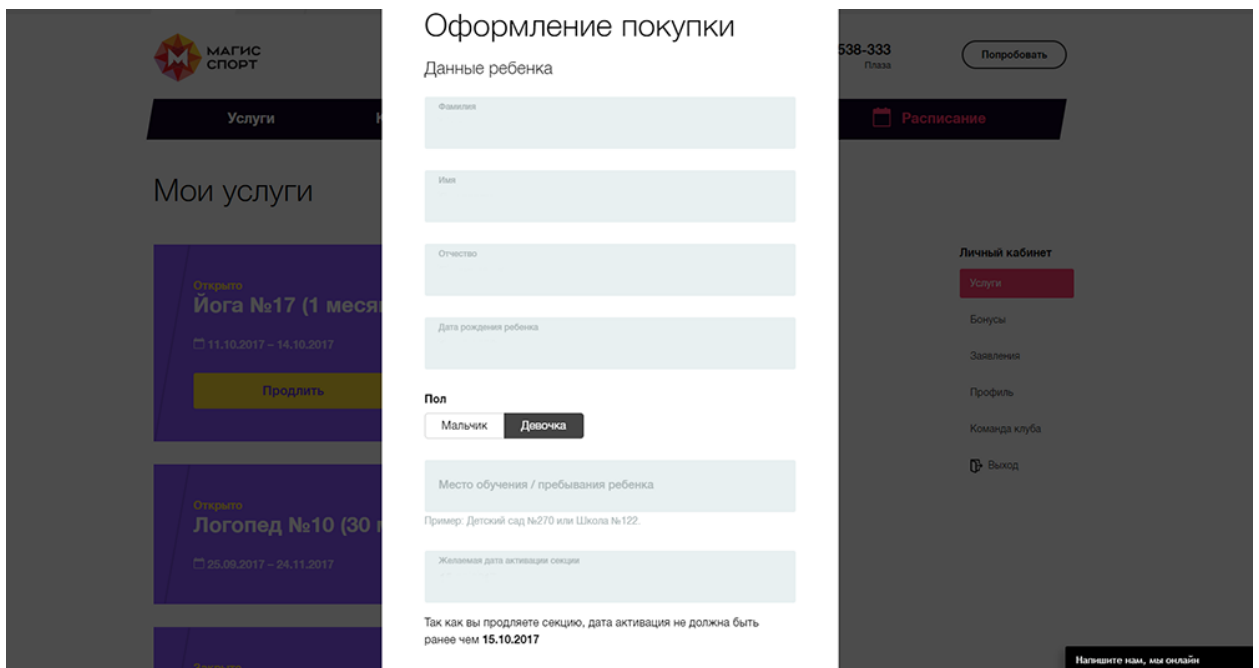 МАГИС
СПОРТ
538-333
Плаза
Попробовать
Услуги
Расписание
Мои услуги
Открыто
Йога №17 (1 меся
11.10.2017 – 14.10.2017
Продлить
Открыто
Логопед №10 (30
25.09.2017 – 24.11.2017
Закрыто
Оформление покупки
Данные ребенка
Фамилия
Имя
Отчество
Дата рождения ребенка
Пол
Мальчик Девочка
Место обучения / пребывания ребенка
Пример: Детский сад №270 или Школа №122.
Желаемая дата активации секции
Так как вы продляете секцию, дата активация не должна быть
ранее чем 15.10.2017
Личный кабинет
Услуги
Бонусы
Заявления
Профиль
Команда клуба
Выход
Напишите нам, мы онлайн